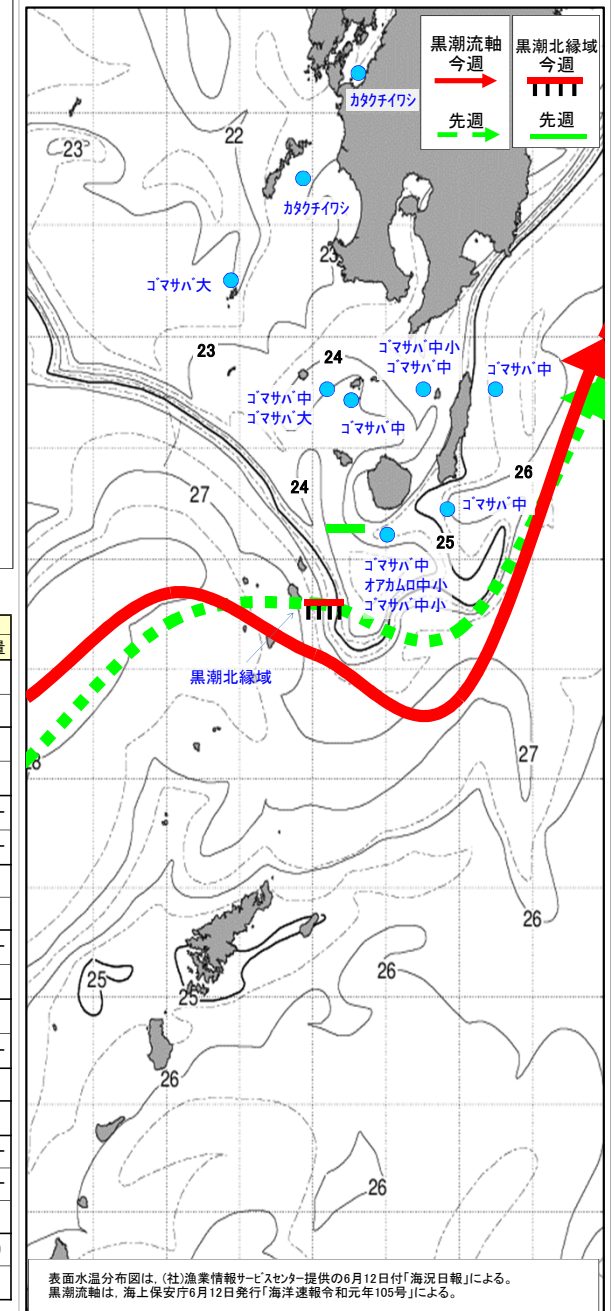 黒潮流軸
今週
先週
黒潮北縁域
今週
先週
カタクチイワシ
22
23
カタクチイワシ
23
ゴマサバ大
23
24
ゴマサバ中小
ゴマサバ中
ゴマサバ中
ゴマサバ中
ゴマサバ大
ゴマサバ中
26
24
27
ゴマサバ中
25
ゴマサバ中
オアカムロ中小
ゴマサバ中小
黒潮北縁域
27
28
26
26
25
25
26
26
表面水温分布図は、(社)漁業情報サービスセンター提供の6月12日付「海況日報」による。
黒潮流軸は、海上保安庁6月12日発行「海洋速報令和元年105号」による。